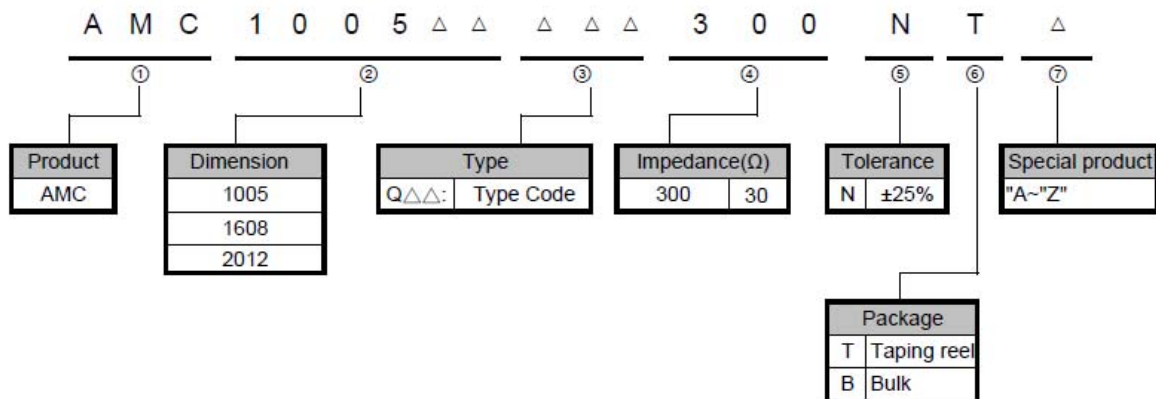 A M C 1 0 0 5 △ △ △ △ △ 3 0 0 N T △
① ② ③ ④ ⑤ ⑥ ⑦
Product
AMC
Dimension
1005
1608
2012
Type
Q△△: Type Code
Impedance(Ω)
300 30
Tolerance
N ±25%
Special product
"A~"Z"
Package
T Taping reel
B Bulk